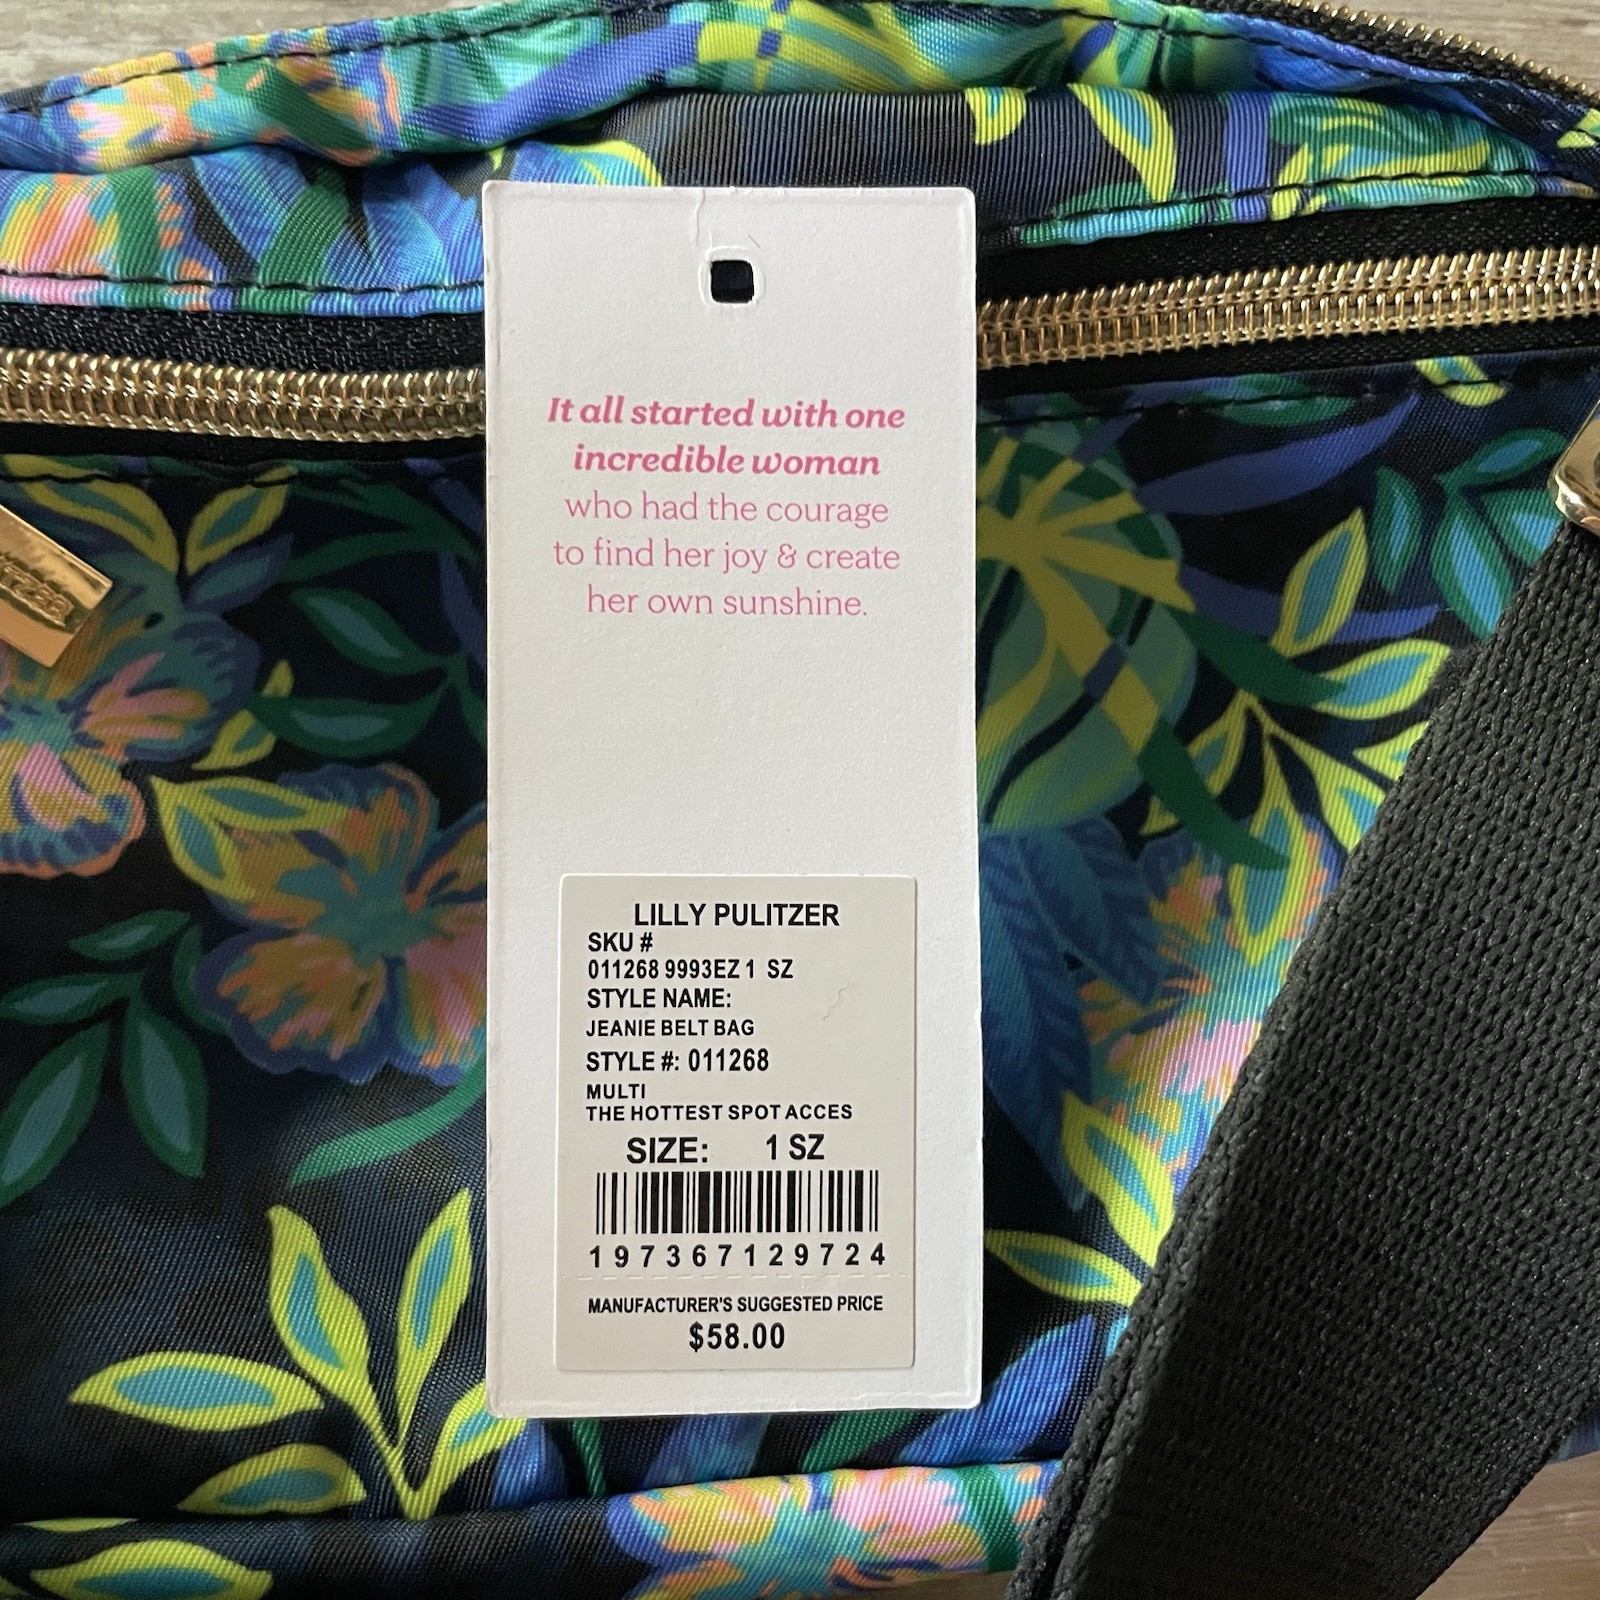 It all started with one
incredible woman
who had the courage
to find her joy & create
her own sunshine.
LILLY PULITZER
SKU #
011268 9993EZ 1 SZ
STYLE NAME:
JEANIE BELT BAG
STYLE #: 011268
MULTI
THE HOTTEST SPOT ACCES
SIZE: 1 SZ
197367129724
MANUFACTURER'S SUGGESTED PRICE
$58.00